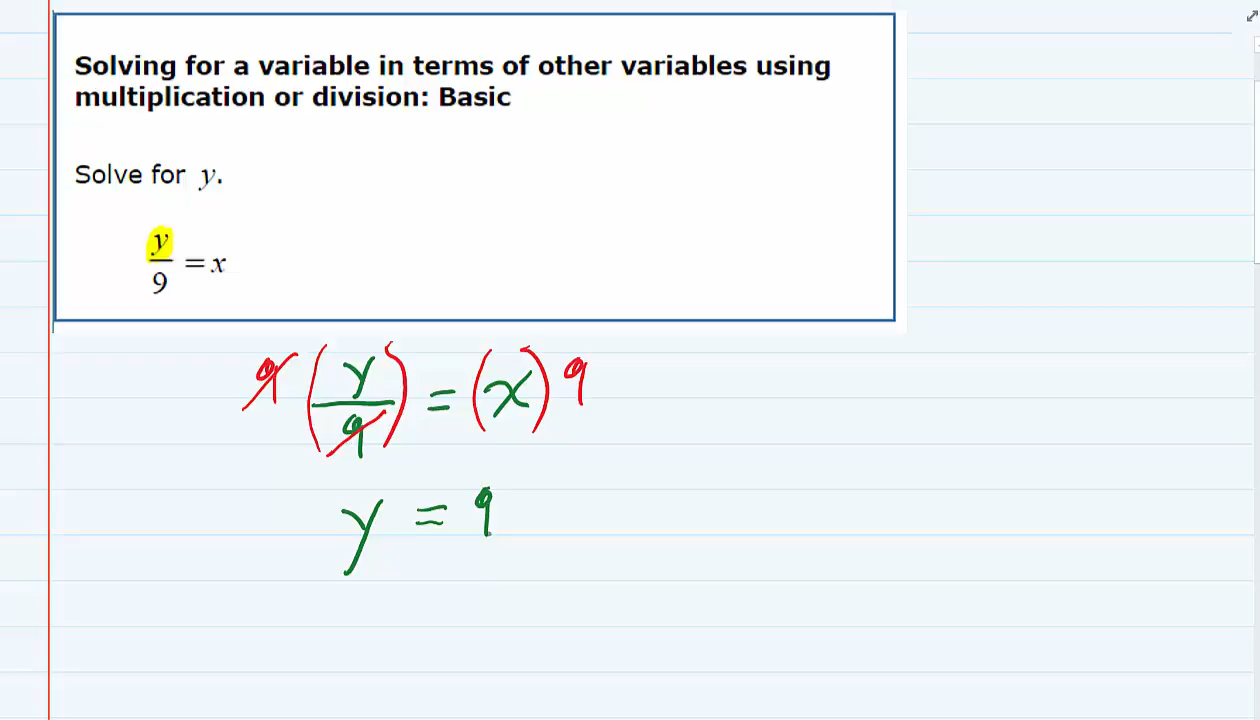 Solving for a variable in terms of other variables using
multiplication or division: Basic
Solve for y.
y/9 = x
9 (y/9) = (x) 9
y = 9